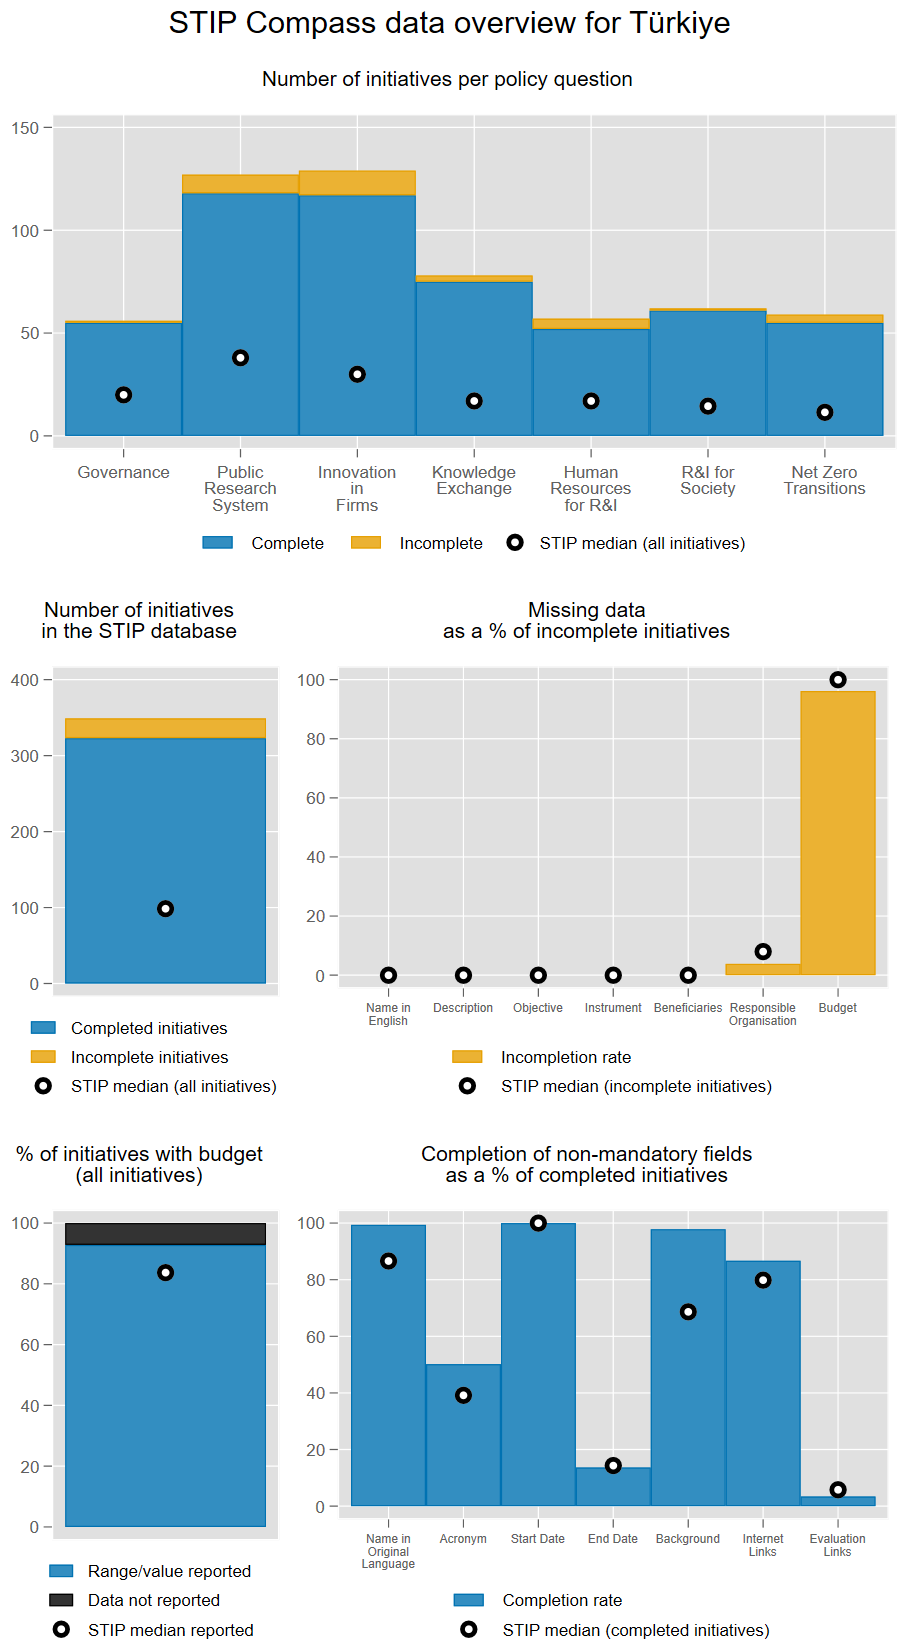 STIP Compass data overview for Türkiye
Number of initiatives per policy question
150
100
50
0
Governance
Public
Research
System
Innovation
in
Firms
Knowledge
Exchange
Human
Resources
for R&I
R&I for
Society
Net Zero
Transitions
Complete
Incomplete
STIP median (all initiatives)
Number of initiatives
in the STIP database
400
300
200
100
0
Completed initiatives
Incomplete initiatives
STIP median (all initiatives)
Missing data
as a % of incomplete initiatives
100
80
60
40
20
0
Name in
English
Description
Objective
Instrument
Beneficiaries
Responsible
Organisation
Budget
Incompletion rate
STIP median (incomplete initiatives)
% of initiatives with budget
(all initiatives)
100
80
60
40
20
0
Range/value reported
Data not reported
STIP median reported
Completion of non-mandatory fields
as a % of completed initiatives
100
80
60
40
20
0
Name in
Original
Language
Acronym
Start Date
End Date
Background
Internet
Links
Evaluation
Links
Completion rate
STIP median (completed initiatives)